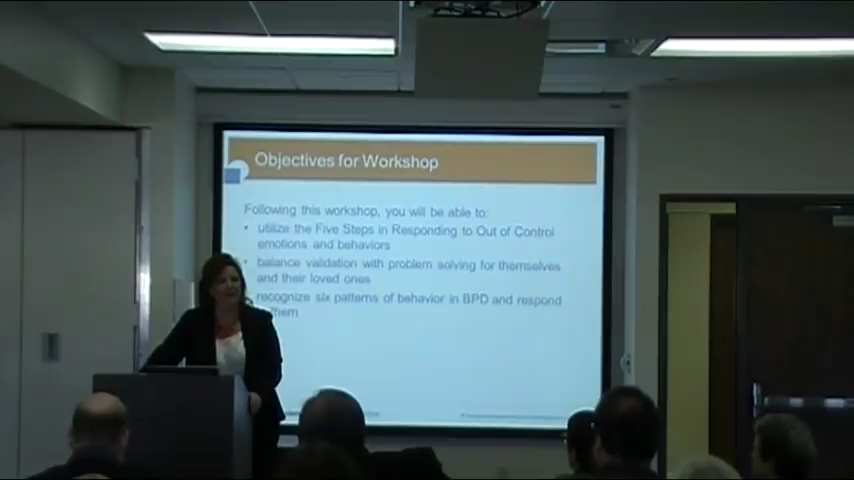 Objectives for Workshop
Following this workshop, you will be able to:
• utilize the Five Steps in Responding to Out of Control
emotions and behaviors
• balance validation with problem solving for themselves
and their loved ones
recognize six patterns of behavior in BPD and respond
them